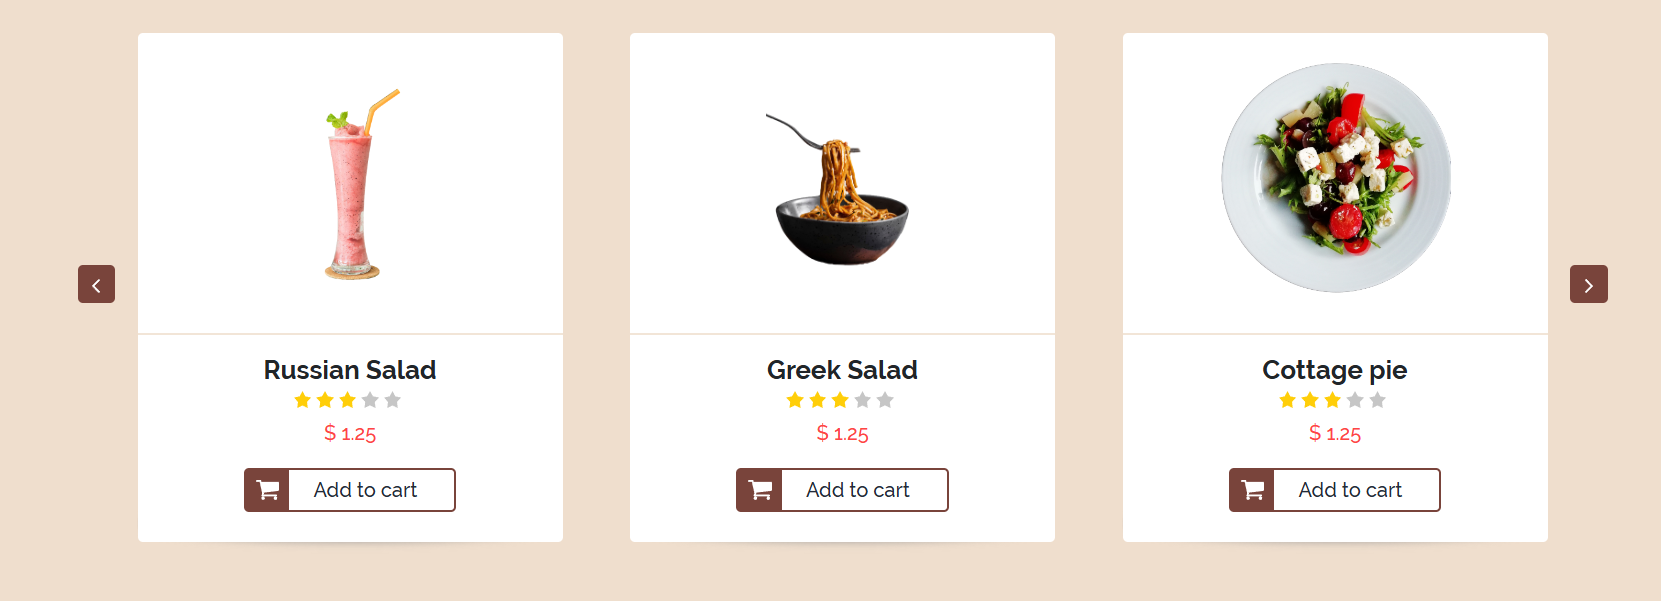 Russian Salad
$ 1.25
Add to cart
Greek Salad
$ 1.25
Add to cart
Cottage pie
$ 1.25
Add to cart